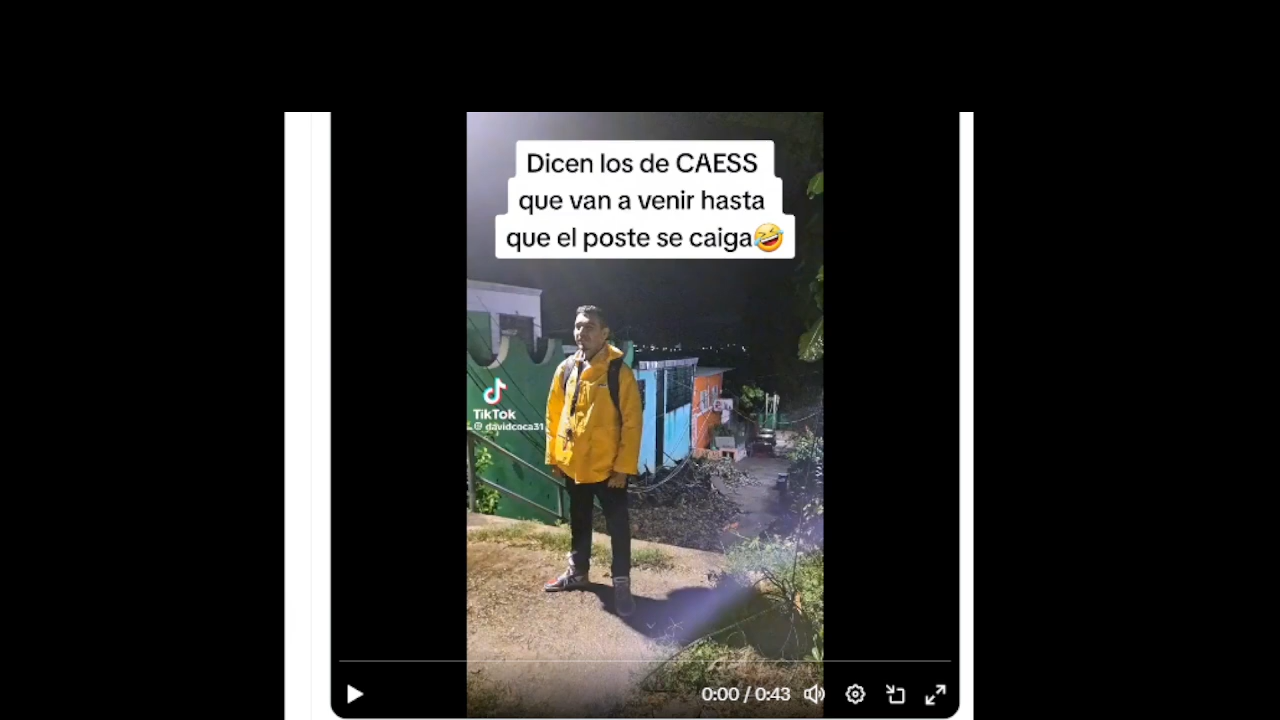 Dicen los de CAESS
que van a venir hasta
que el poste se caiga🤣
TikTok
@ davidcoca31
0:00 / 0:43